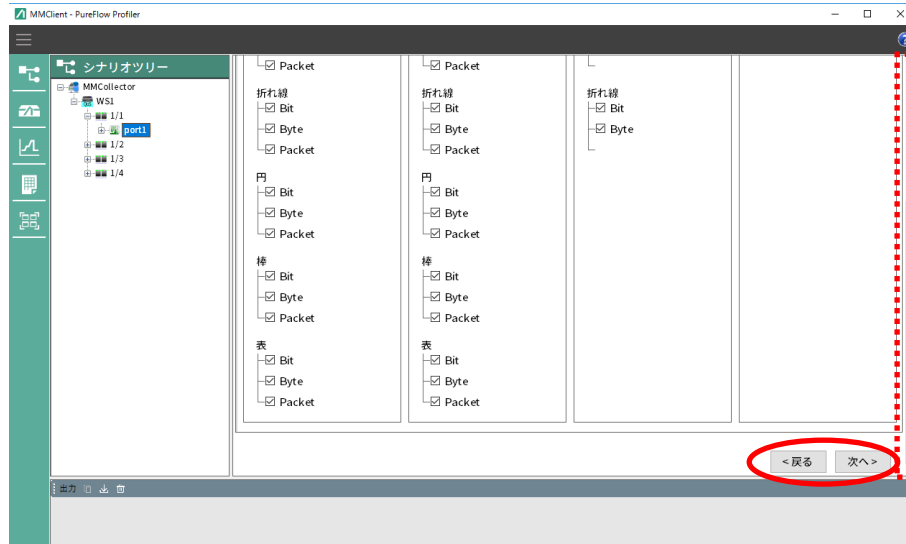 MMClient - PureFlow Profiler
シナリオツリー
MMCollector
WS1
1/1
port1
1/2
1/3
1/4
Packet
折れ線
Bit
Byte
Packet
円
Bit
Byte
Packet
棒
Bit
Byte
Packet
表
Bit
Byte
Packet
Packet
折れ線
Bit
Byte
Packet
円
Bit
Byte
Packet
棒
Bit
Byte
Packet
表
Bit
Byte
Packet
折れ線
Bit
Byte
<戻る 次へ>
出力